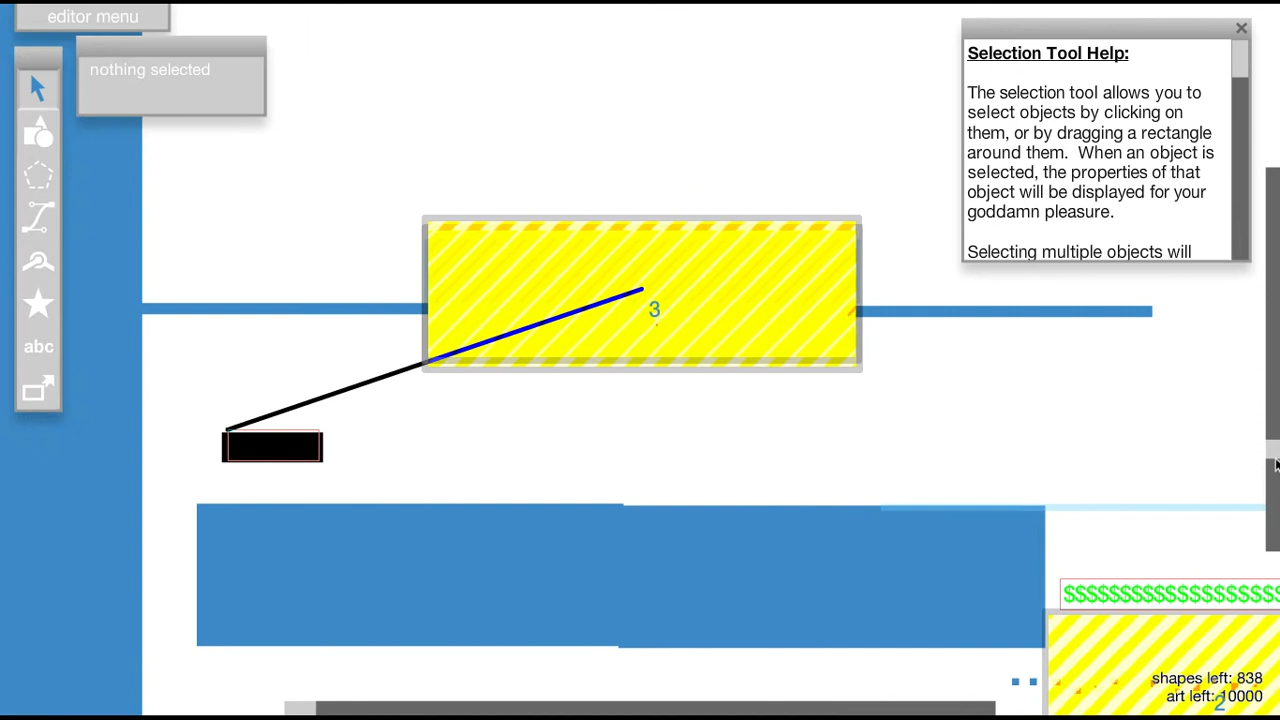 editor menu
nothing selected
abc
Selection Tool Help:
The selection tool allows you to
select objects by clicking on
them, or by dragging a rectangle
around them.  When an object is
selected, the properties of that
object will be displayed for your
goddamn pleasure.
Selecting multiple objects will
3
$$$$$$$$$$$$$$$$$$$
shapes left: 838
art left: 10000
2